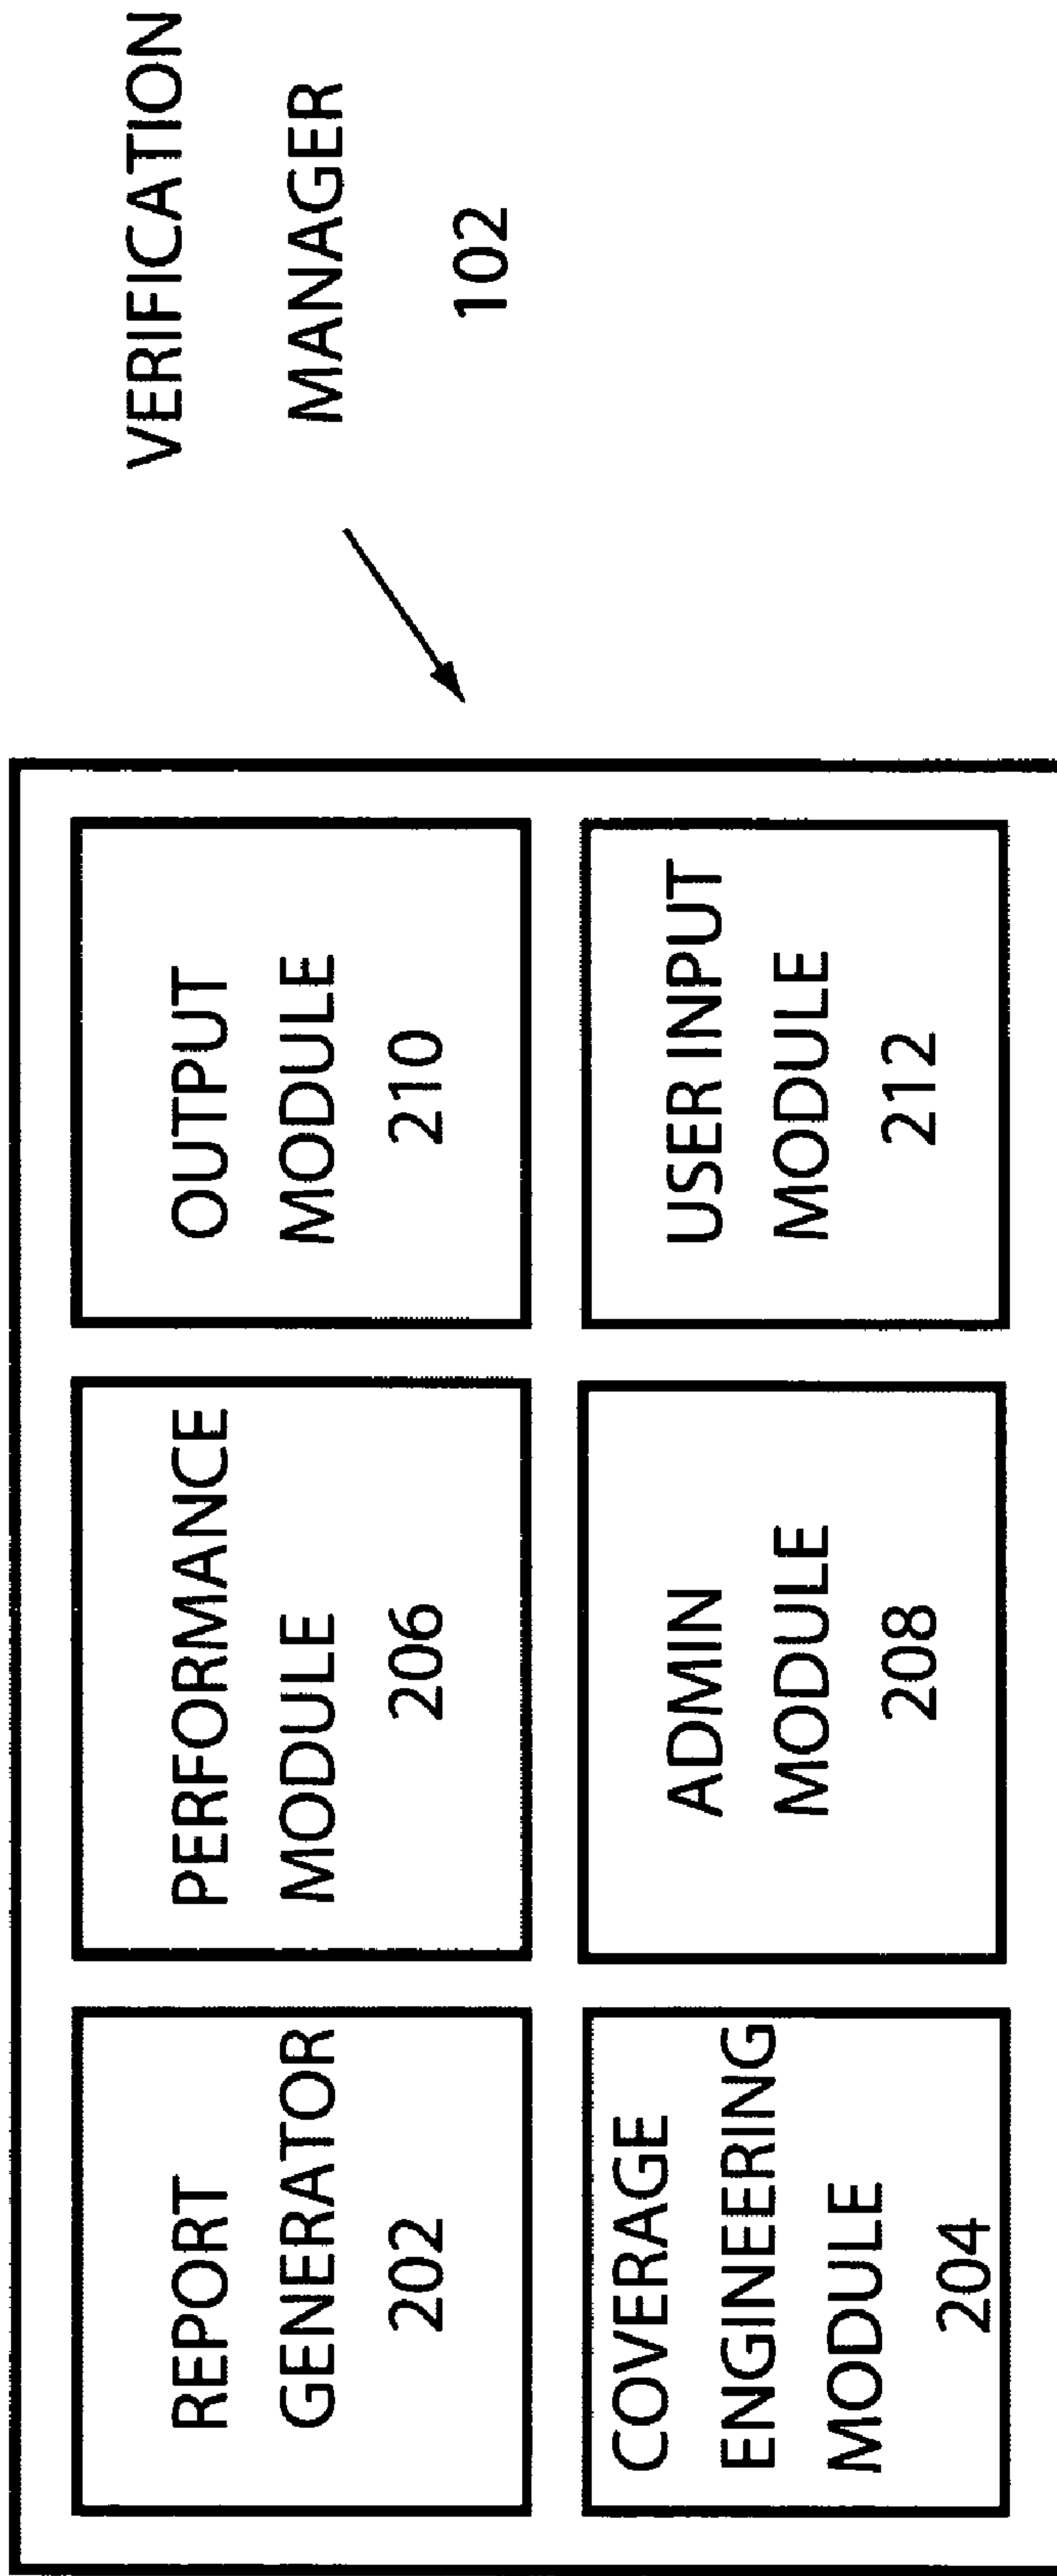 REPORT
GENERATOR
202
PERFORMANCE
MODULE
206
OUTPUT
MODULE
210
COVERAGE
ENGINEERING
MODULE
204
ADMIN
MODULE
208
USER INPUT
MODULE
212
VERIFICATION
MANAGER
102